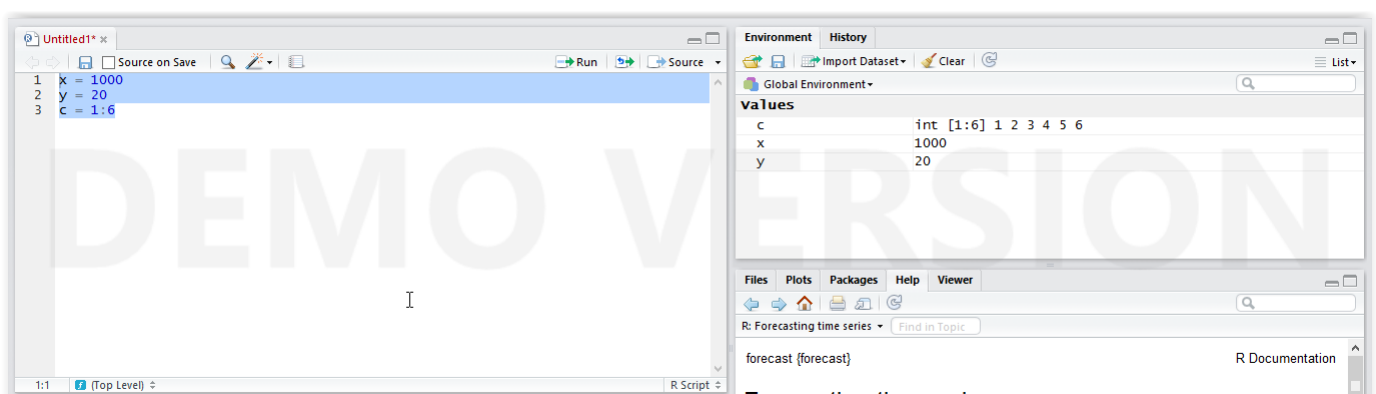 Untitled1*
Source on Save
Run
Source
1 x = 1000
2 y = 20
3 c = 1:6
1:1 (Top Level)
R Script
Environment History
Import Dataset Clear
List
Global Environment
Values
c int [1:6] 1 2 3 4 5 6
x 1000
y 20
Files Plots Packages Help Viewer
R: Forecasting time series Find in Topic
forecast {forecast} R Documentation
DEMO VERSION